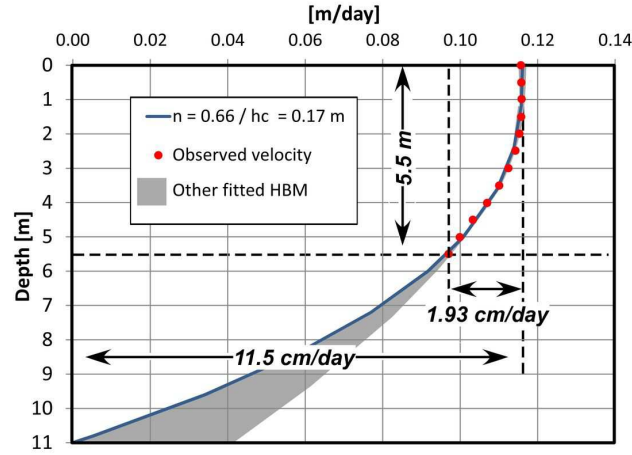 [m/day]
0.00 0.02 0.04 0.06 0.08 0.10 0.12 0.14
Depth [m]
0
1
2
3
4
5
6
7
8
9
10
11
n = 0.66 / hc = 0.17 m
Observed velocity
Other fitted HBM
5.5 m
1.93 cm/day
11.5 cm/day